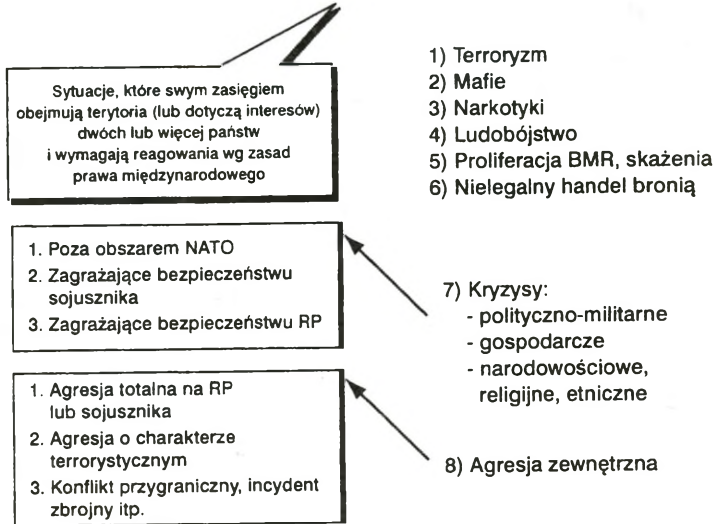 Sytuacje, które swym zasięgiem
obejmują terytoria (lub dotyczą interesów)
dwóch lub więcej państw
i wymagają reagowania wg zasad
prawa międzynarodowego
1) Terroryzm
2) Mafie
3) Narkotyki
4) Ludobójstwo
5) Proliferacja BMR, skażenia
6) Nielegalny handel bronią
1. Poza obszarem NATO
2. Zagrażające bezpieczeństwu
sojusznika
3. Zagrażające bezpieczeństwu RP
7) Kryzysy:
- polityczno-militarne
- gospodarcze
- narodowościowe,
religijne, etniczne
1. Agresja totalna na RP
lub sojusznika
2. Agresja o charakterze
terrorystycznym
3. Konflikt przygraniczny, incydent
zbrojny itp.
8) Agresja zewnętrzna